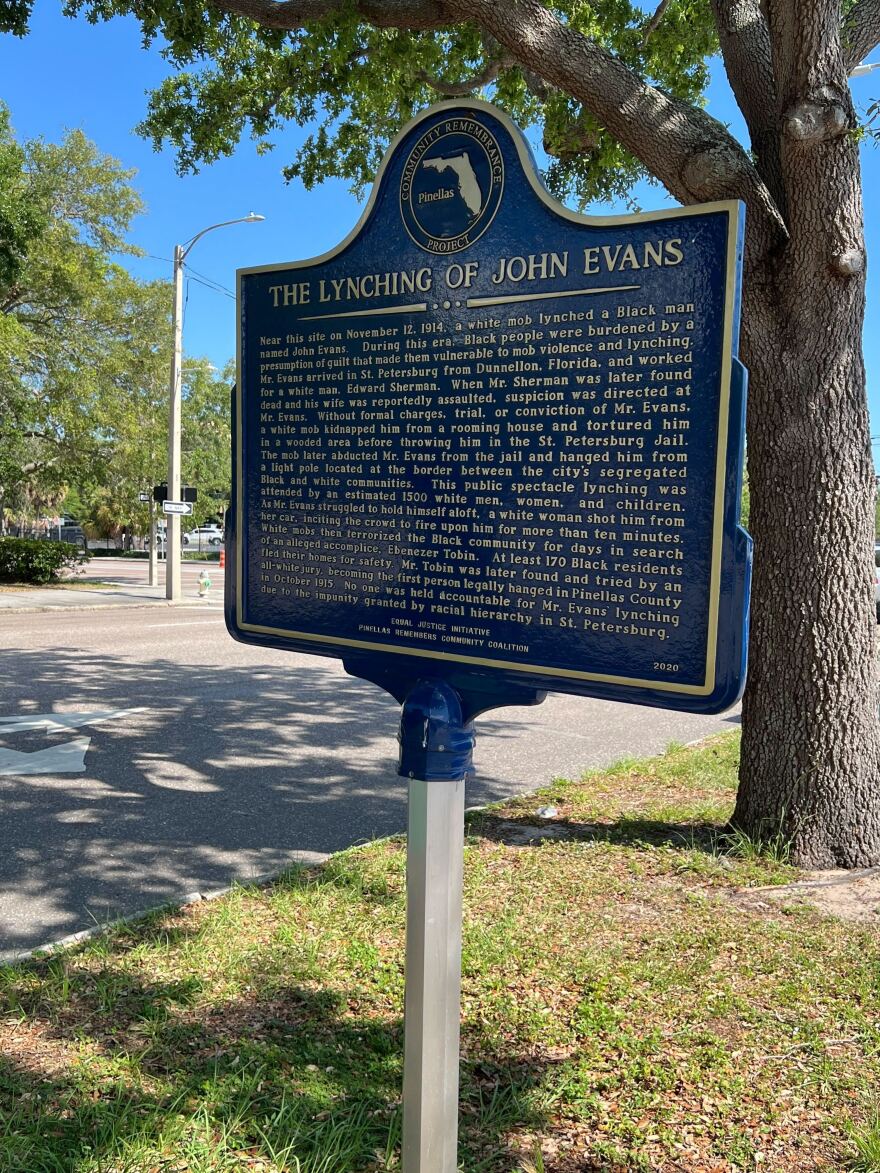 COMMUNITY REMEMBRANCE
Pinellas
PROJECT
THE LYNCHING OF JOHN EVANS
Near this site on November 12, 1914, a white mob lynched a Black man
named John Evans. During this era, Black people were burdened by a
presumption of guilt that made them vulnerable to mob violence and lynching.
Mr. Evans arrived in St. Petersburg from Dunnellon, Florida, and worked
for a white man, Edward Sherman. When Mr. Sherman was later found
dead and his wife was reportedly assaulted, suspicion was directed at
Mr. Evans. Without formal charges, trial, or conviction of Mr. Evans,
a white mob kidnapped him from a rooming house and tortured him
in a wooded area before throwing him in the St. Petersburg Jail.
The mob later abducted Mr. Evans from the jail and hanged him from
a light pole located at the border between the city's segregated
Black and white communities. This public spectacle lynching was
attended by an estimated 1500 white men, women, and children.
As Mr. Evans struggled to hold himself aloft, a white woman shot him from
her car, inciting the crowd to fire upon him for more than ten minutes.
White mobs then terrorized the Black community for days in search
of an alleged accomplice, Ebenezer Tobin. At least 170 Black residents
fled their homes for safety. Mr. Tobin was later found and tried by an
all-white jury, becoming the first person legally hanged in Pinellas County
in October 1915. No one was held accountable for Mr. Evans' lynching
due to the impunity granted by racial hierarchy in St. Petersburg.
EQUAL JUSTICE INITIATIVE
PINELLAS REMEMBERS COMMUNITY COALITION
2020